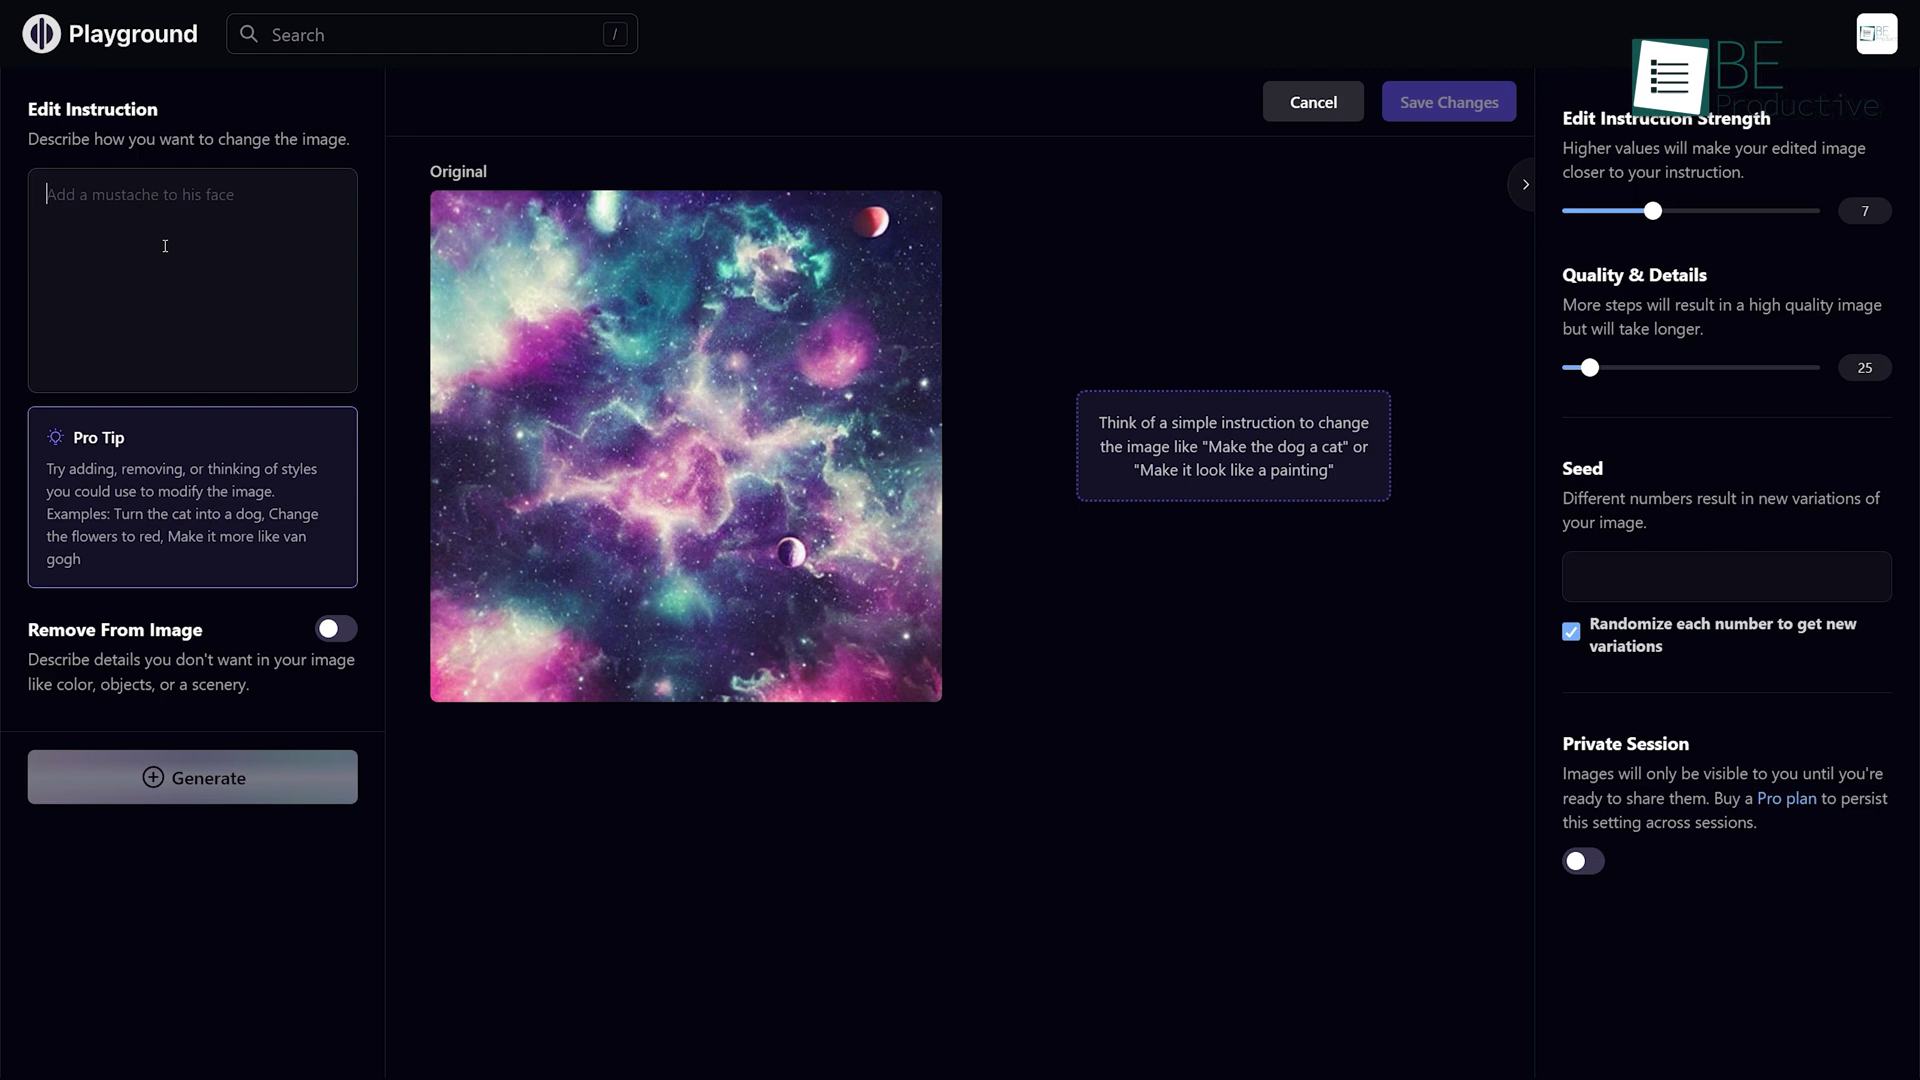 Playground
Search
/
BE
Productive
Edit Instruction
Describe how you want to change the image.
Add a mustache to his face
Pro Tip
Try adding, removing, or thinking of styles
you could use to modify the image.
Examples: Turn the cat into a dog, Change
the flowers to red, Make it more like van
gogh
Remove From Image
Describe details you don't want in your image
like color, objects, or a scenery.
Generate
Cancel
Save Changes
Original
Think of a simple instruction to change
the image like "Make the dog a cat" or
"Make it look like a painting"
Edit Instruction Strength
Higher values will make your edited image
closer to your instruction.
7
Quality & Details
More steps will result in a high quality image
but will take longer.
25
Seed
Different numbers result in new variations of
your image.
Randomize each number to get new
variations
Private Session
Images will only be visible to you until you're
ready to share them. Buy a Pro plan to persist
this setting across sessions.